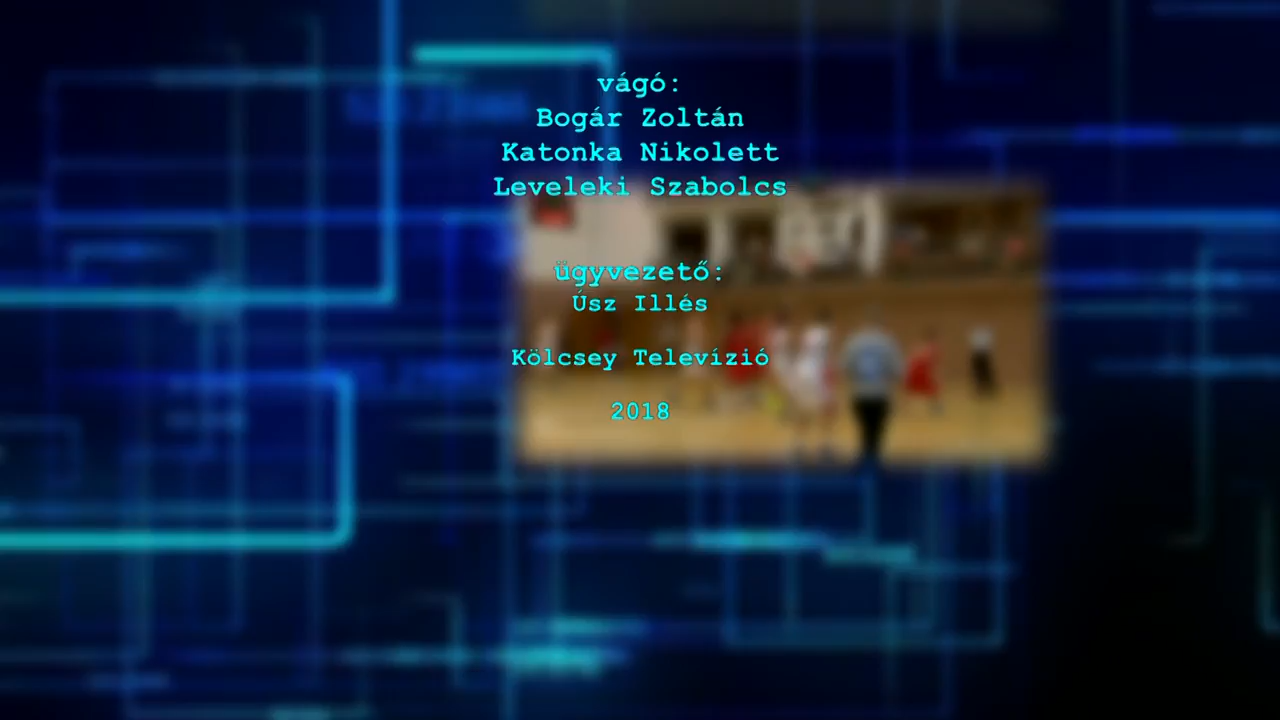 vágó:
Bogár Zoltán
Katonka Nikolett
Leveleki Szabolcs
ügyvezető:
Úsz Illés
Kölcsey Televízió
2018